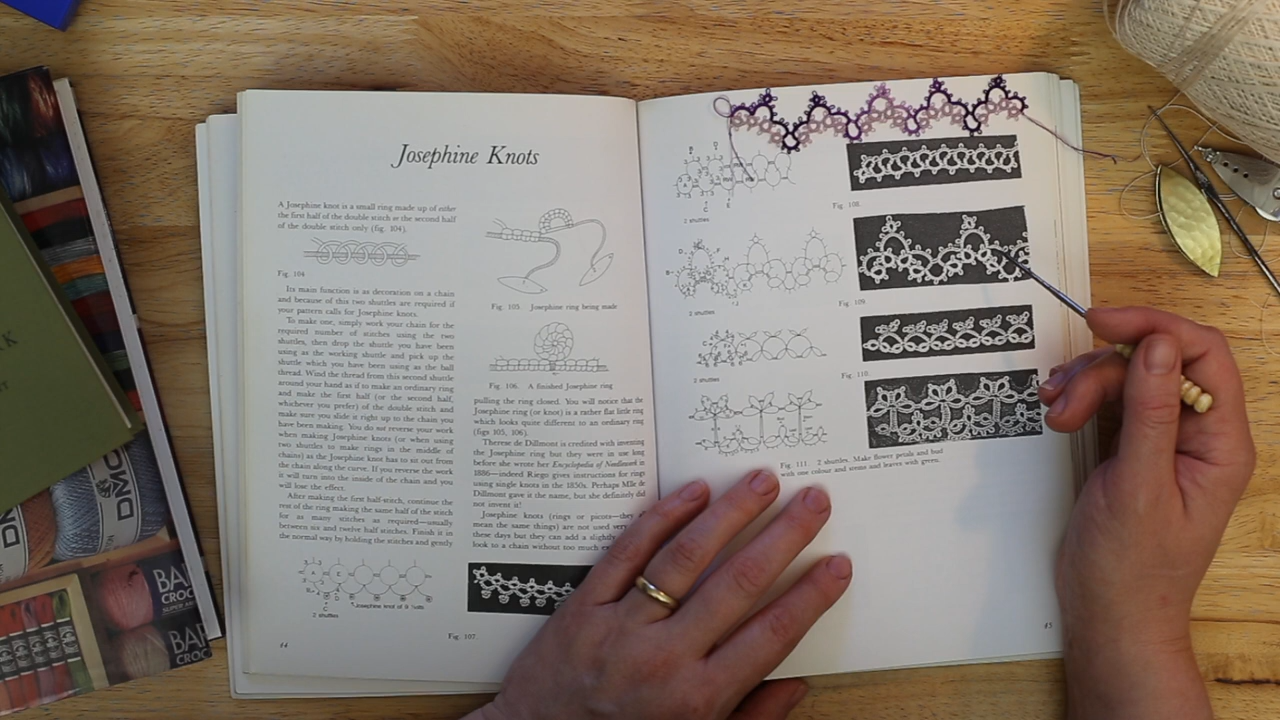 Josephine Knots
A Josephine knot is a small ring made up of either
the first half of the double stitch or the second half
of the double stitch only (fig. 104).
Fig. 104
Its main function is as decoration on a chain
and because of this two shuttles are required if
your pattern calls for Josephine knots.
To make one, simply work your chain for the
required number of stitches using the two
shuttles, then drop the shuttle you have been
using as the working shuttle and pick up the
shuttle which you have been using as the ball
thread. Wind the thread from this second shuttle
around your hand as if to make an ordinary ring
and make the first half (or the second half,
whichever you prefer) of the double stitch and
make sure you slide it right up to the chain you
have been making. You do not reverse your work
when making Josephine knots (or when using
two shuttles to make rings in the middle of
chains) as the Josephine knot has to sit out from
the chain along the curve. If you reverse the work
it will turn into the inside of the chain and you
will lose the effect.
After making the first half-stitch, continue the
rest of the ring making the same half of the stitch
for as many stitches as required—usually
between six and twelve half stitches. Finish it in
the normal way by holding the stitches and gently
2 shuttles
Josephine knot of 8 ½ sts
84
Fig. 105 Josephine ring being made
Fig. 106. A finished Josephine ring
pulling the ring closed. You will notice that the
Josephine ring (or knot) is a rather flat little ring
which looks quite different to an ordinary ring
(figs 105, 106).
Therese de Dillmont is credited with inventing
the Josephine ring but they were in use long
before she wrote her Encyclopedia of Needlework in
1886—indeed Riego gives instructions for rings
using single knots in the 1850s. Perhaps Mlle de
Dillmont gave it the name, but she definitely did
not invent it!
Josephine knots (rings or picots—they
mean the same things) are not used very
these days but they can add a slightly
look to a chain without too much
Fig. 107.
2 shuttles
Fig. 108.
2 shuttles
Fig. 109
2 shuttles
Fig. 110.
Fig. 111. 2 shuttles. Make flower petals and bud
with one colour and stems and leaves with green.
85
K
DMC
BAL
CROC
SUPER
BAL
CROC